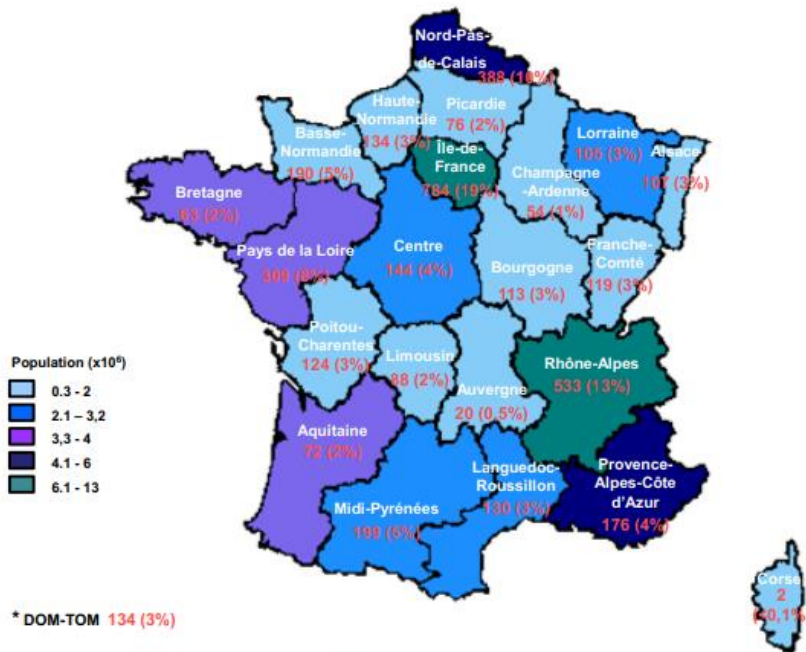 Nord-Pas-
de-Calais
388 (10%)
Haute-
Normandie
134 (3%)
Picardie
76 (2%)
Basse-
Normandie
190 (5%)
Île-de-
France
784 (19%)
Lorraine
105 (3%)
Alsace
107 (3%)
Champagne
-Ardenne
54 (1%)
Bretagne
63 (2%)
Pays de la Loire
309 (8%)
Centre
144 (4%)
Bourgogne
113 (3%)
Franche-
Comté
119 (3%)
Poitou-
Charentes
124 (3%)
Limousin
88 (2%)
Auvergne
20 (0,5%)
Rhône-Alpes
533 (13%)
Population (x10⁶)
0.3 - 2
2.1 – 3,2
3,3 - 4
4.1 - 6
6.1 - 13
Aquitaine
72 (2%)
Midi-Pyrénées
199 (5%)
Languedoc-
Roussillon
130 (3%)
Provence-
Alpes-Côte
d'Azur
176 (4%)
Corse
2
(<0,1%
* DOM-TOM 134 (3%)